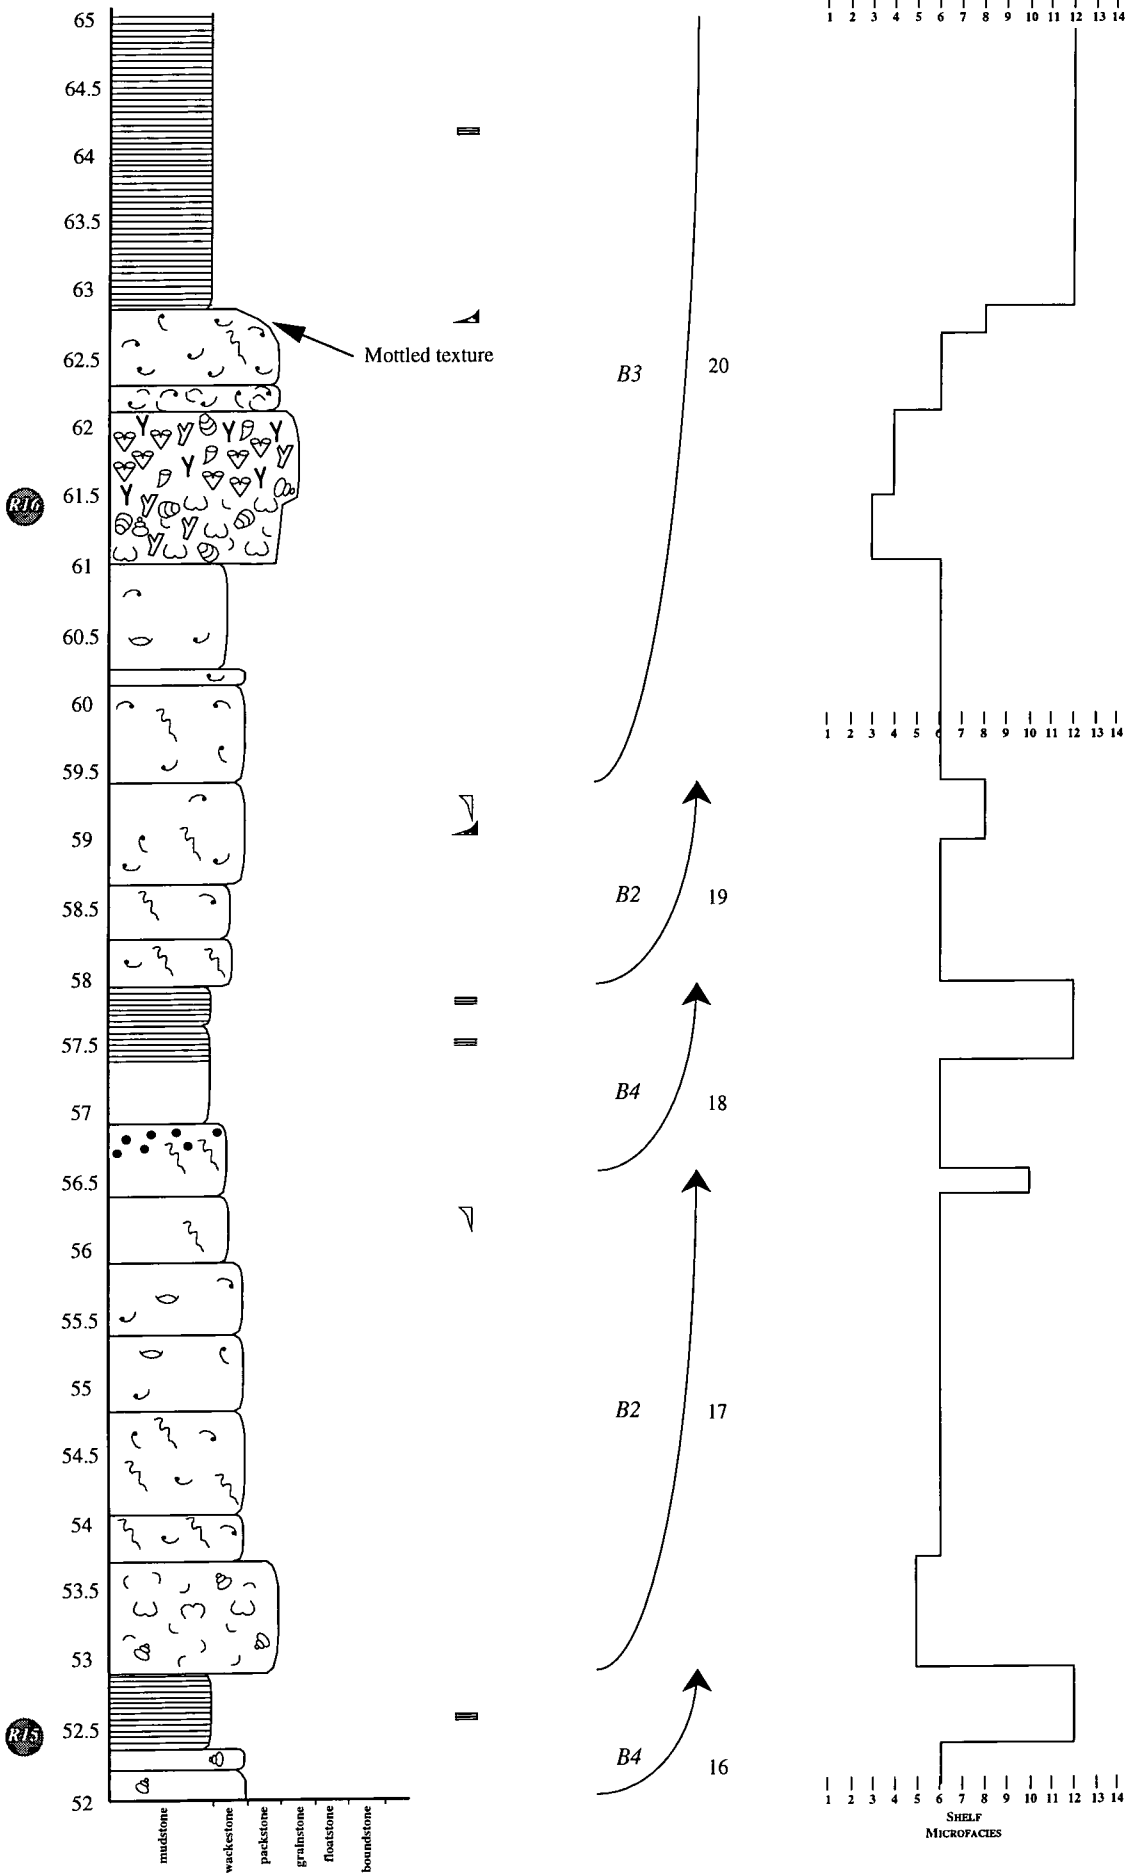 1 2 3 4 5 6 7 8 9 10 11 12 13 14
65
64.5
64
63.5
63
Mottled texture
62.5
B3 20
62
61.5
R16
61
60.5
60
1 2 3 4 5 6 7 8 9 10 11 12 13 14
59.5
59
B2 19
58.5
58
57.5
B4 18
57
56.5
56
55.5
55
B2 17
54.5
54
53.5
53
52.5
R15
B4 16
52
1 2 3 4 5 6 7 8 9 10 11 12 13 14
mudstone
wackestone
packstone
grainstone
floatstone
boundstone
SHELF
MICROFACIES